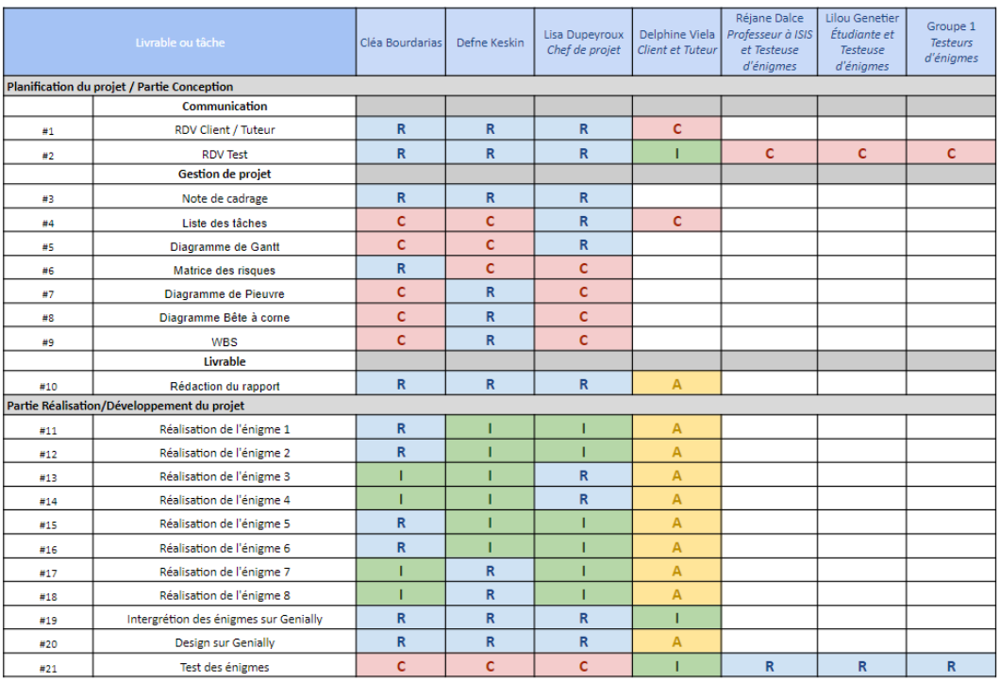 Livrable ou tâche Cléa Bourdarias Defne Keskin Lisa Dupeyroux Chef de projet Delphine Viela Client et Tuteur Réjane Dalce Professeur à ISIS et Testeuse d'énigmes Lilou Genetier Étudiante et Testeuse d'énigmes Groupe 1 Testeurs d'énigmes
Planification du projet / Partie Conception
Communication
#1 RDV Client / Tuteur R R R C
#2 RDV Test R R R I C C C
Gestion de projet
#3 Note de cadrage R R R
#4 Liste des tâches C C R C
#5 Diagramme de Gantt C C R
#6 Matrice des risques R C C
#7 Diagramme de Pieuvre C R C
#8 Diagramme Bête à corne C R C
#9 WBS C R C
Livrable
#10 Rédaction du rapport R R R A
Partie Réalisation/Développement du projet
#11 Réalisation de l'énigme 1 R I I A
#12 Réalisation de l'énigme 2 R I I A
#13 Réalisation de l'énigme 3 I I R A
#14 Réalisation de l'énigme 4 I I R A
#15 Réalisation de l'énigme 5 R I I A
#16 Réalisation de l'énigme 6 R I I A
#17 Réalisation de l'énigme 7 I R I A
#18 Réalisation de l'énigme 8 I R I A
#19 Intergrétion des énigmes sur Genially R R R I
#20 Design sur Genially R R R A
#21 Test des énigmes C C C I R R R